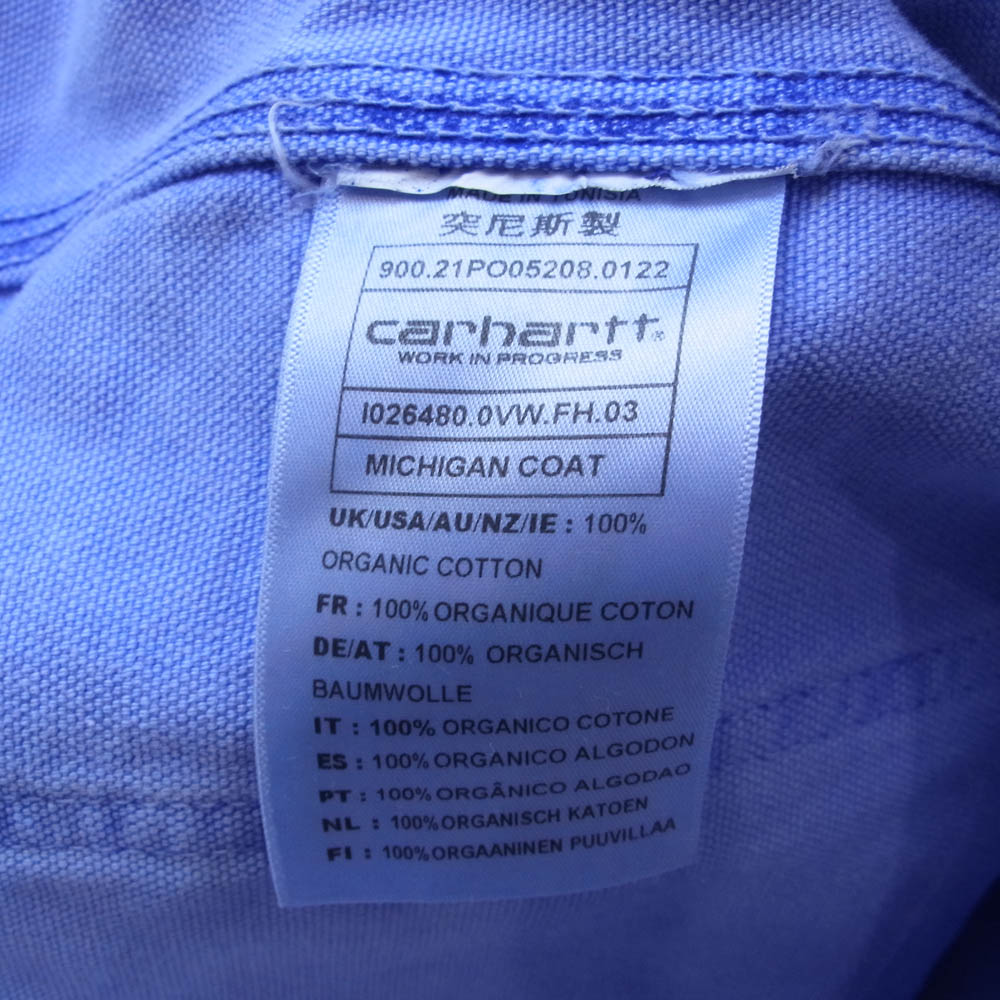 MADE IN TUNISIA
突尼斯製
900.21PO05208.0122
carhartt®
WORK IN PROGRESS
I026480.0VW.FH.03
MICHIGAN COAT
UK/USA/AU/NZ/IE : 100%
ORGANIC COTTON
FR : 100% ORGANIQUE COTON
DE/AT : 100% ORGANISCH
BAUMWOLLE
IT : 100% ORGANICO COTONE
ES : 100% ORGANICO ALGODON
PT : 100% ORGÂNICO ALGODAO
NL : 100% ORGANISCH KATOEN
FI : 100% ORGAANINEN PUUVILLAA